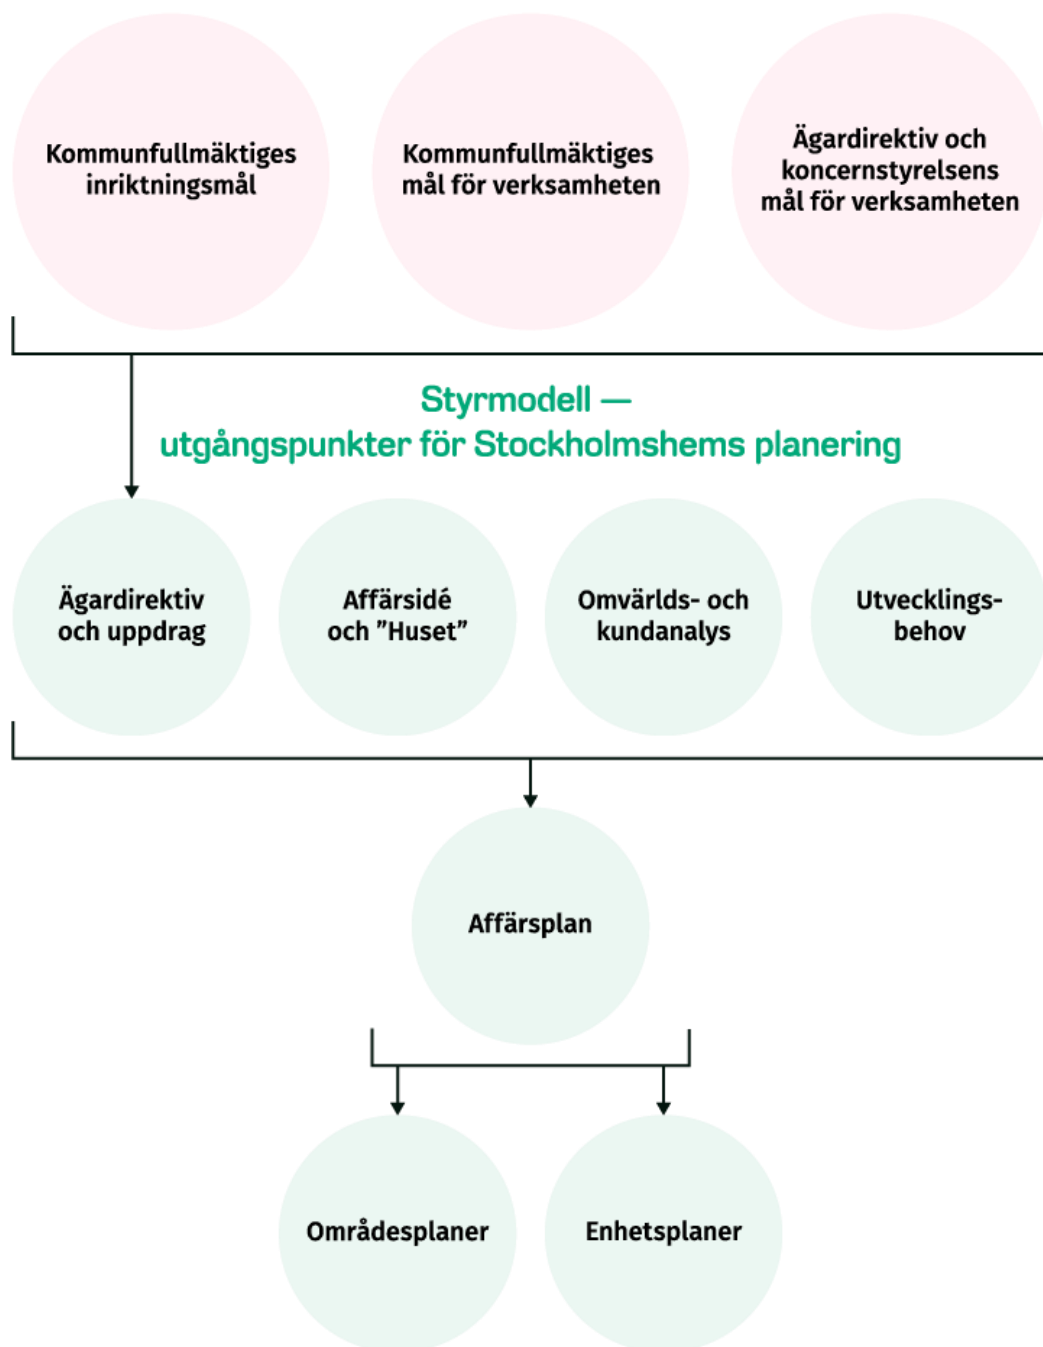 Kommunfullmäktiges
inriktningsmål
Kommunfullmäktiges
mål för verksamheten
Ägardirektiv och
koncernstyrelsens
mål för verksamheten
Styrmodell —
utgångspunkter för Stockholmshems planering
Ägardirektiv
och uppdrag
Affärsidé
och ”Huset”
Omvärlds- och
kundanalys
Utvecklings-
behov
Affärsplan
Områdesplaner
Enhetsplaner